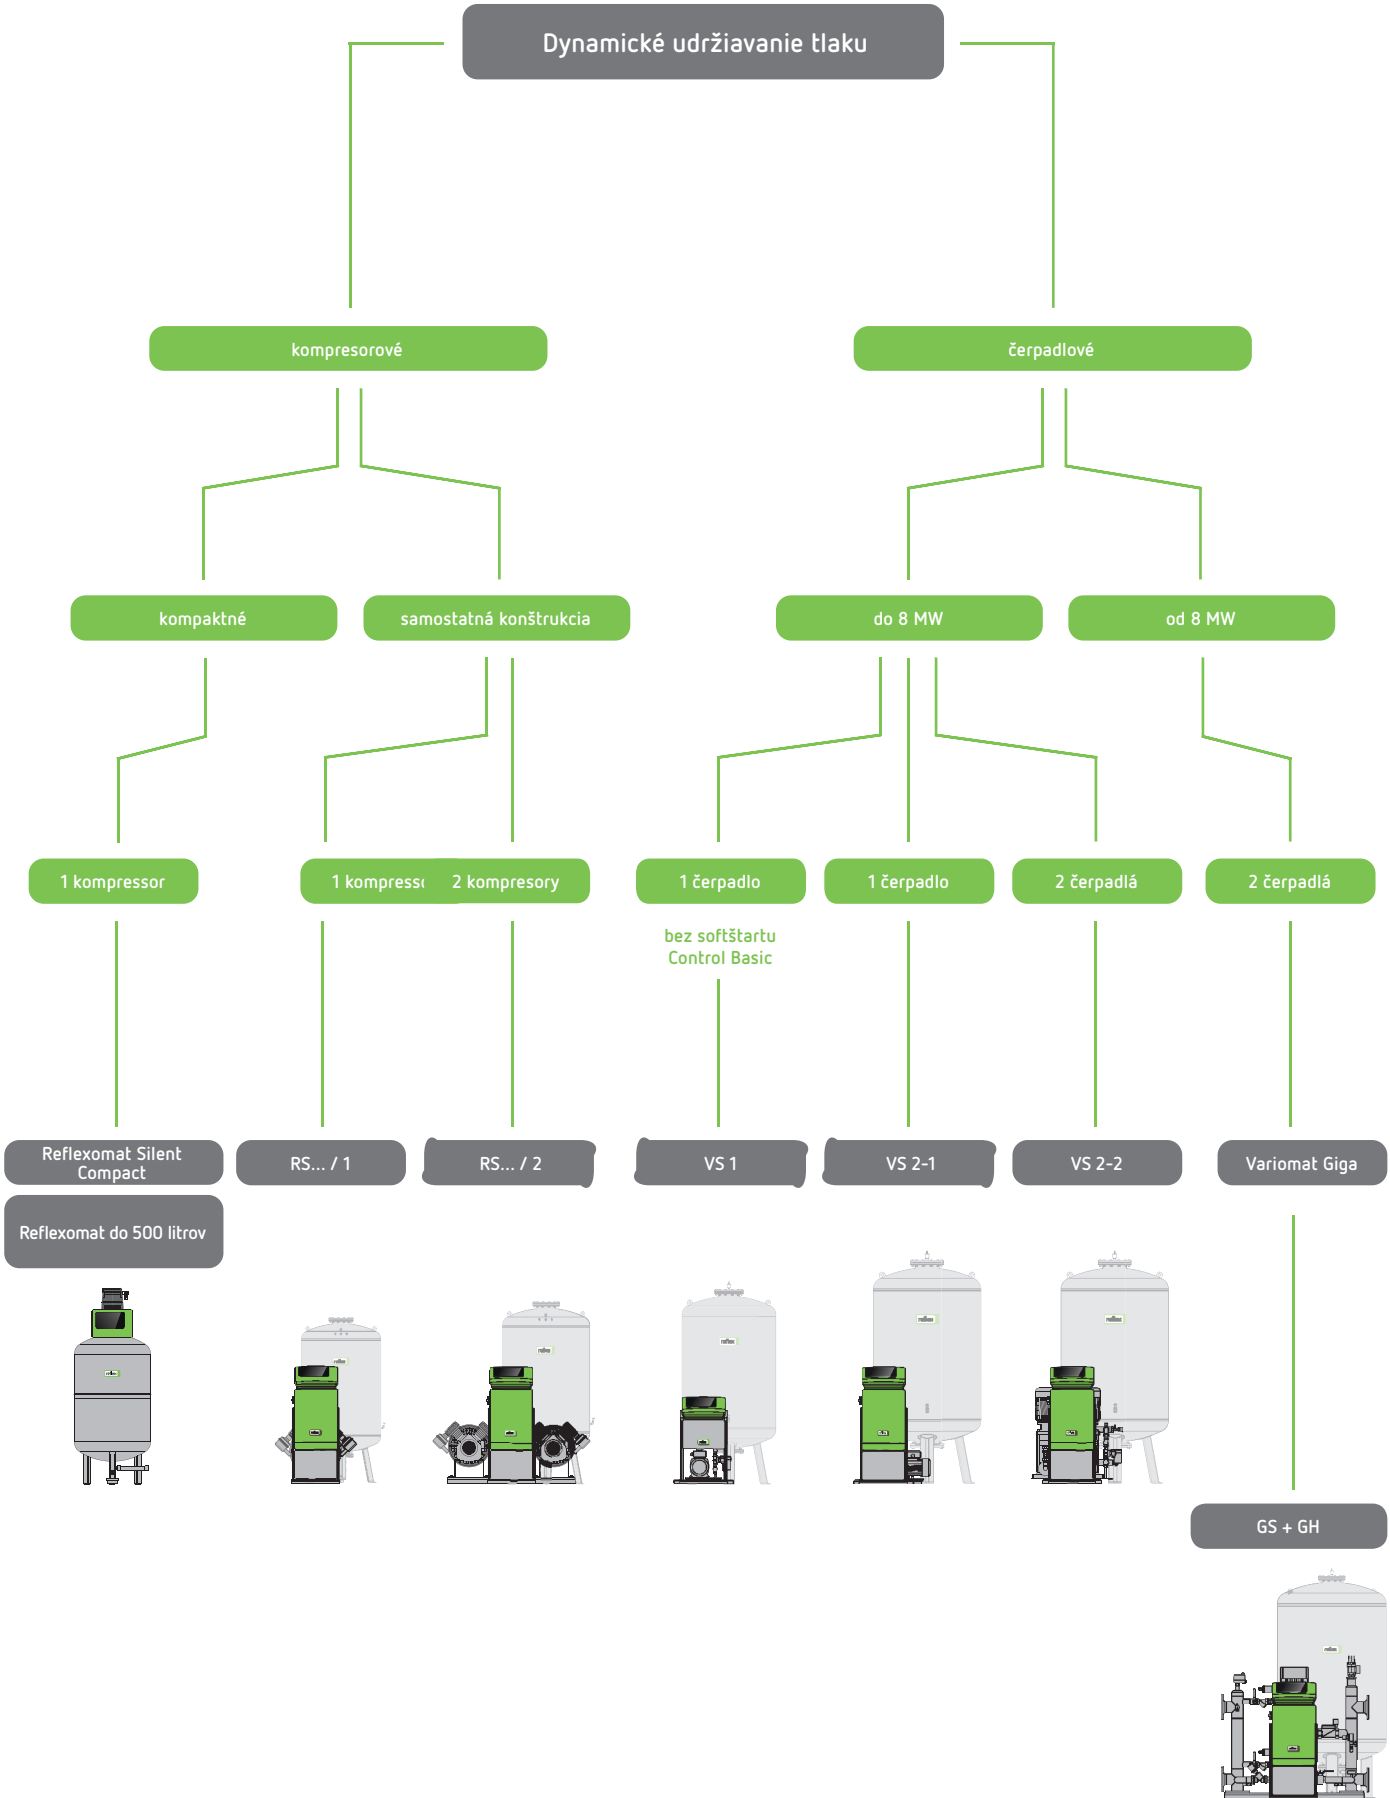 Dynamické udržiavanie tlaku
kompresorové
čerpadlové
kompaktné
samostatná konštrukcia
do 8 MW
od 8 MW
1 kompressor
1 kompresso
2 kompresory
1 čerpadlo
1 čerpadlo
2 čerpadlá
2 čerpadlá
bez softštartu
Control Basic
Reflexomat Silent
Compact
RS... / 1
RS... / 2
VS 1
VS 2-1
VS 2-2
Variomat Giga
Reflexomat do 500 litrov
GS + GH